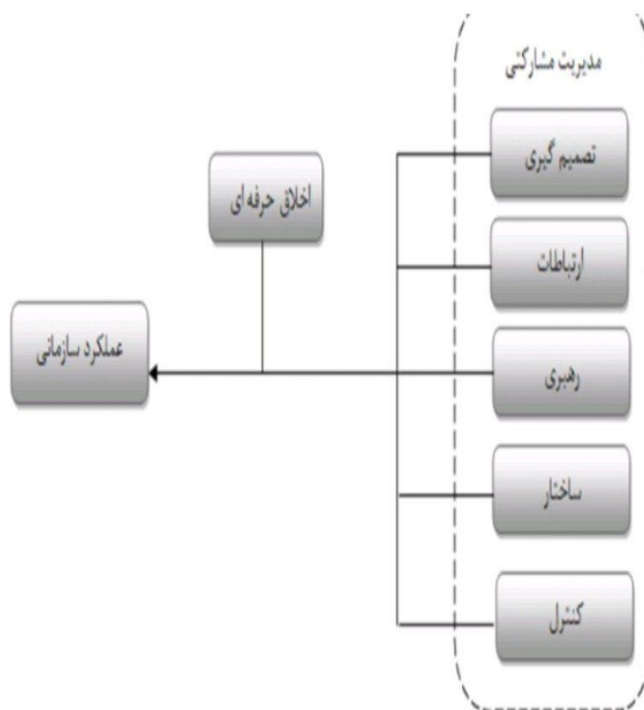 مدیریت مشارکتی
تصمیم گیری
اخلاق حرفه ای
ارتباطات
عملکرد سازمانی
رهبری
ساختار
کنترل